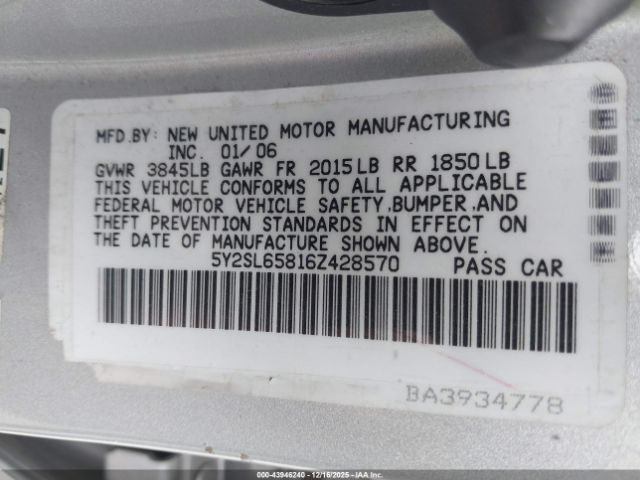 MFD.BY: NEW UNITED MOTOR MANUFACTURING
INC. 01/06
GVWR 3845LB GAWR FR 2015LB RR 1850LB
THIS VEHICLE CONFORMS TO ALL APPLICABLE
FEDERAL MOTOR VEHICLE SAFETY,BUMPER,AND
THEFT PREVENTION STANDARDS IN EFFECT ON
THE DATE OF MANUFACTURE SHOWN ABOVE.
5Y2SL65816Z428570 PASS CAR
BA3934778
© IAA - 43946240 - 12/16/2025 - IAAI.COM